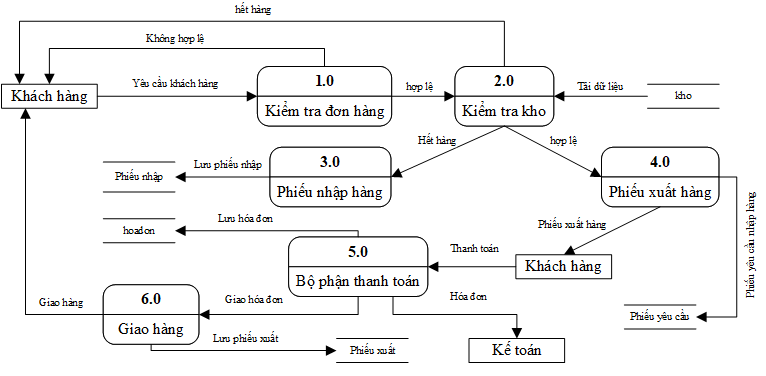 hết hàng
Không hợp lệ
1.0
2.0
Khách hàng
Yêu cầu khách hàng
hợp lệ
Tải dữ liệu
kho
Kiểm tra đơn hàng
Kiểm tra kho
Hết hàng
hợp lệ
3.0
4.0
Lưu phiếu nhập
Phiếu nhập
Phiếu nhập hàng
Phiếu xuất hàng
Phiếu yêu cầu nhập hàng
Lưu hóa đơn
hoadon
Phiếu xuất hàng
5.0
Thanh toán
Khách hàng
Bộ phận thanh toán
6.0
Giao hàng
Giao hóa đơn
Hóa đơn
Phiếu yêu cầu
Giao hàng
Lưu phiếu xuất
Phiếu xuất
Kế toán